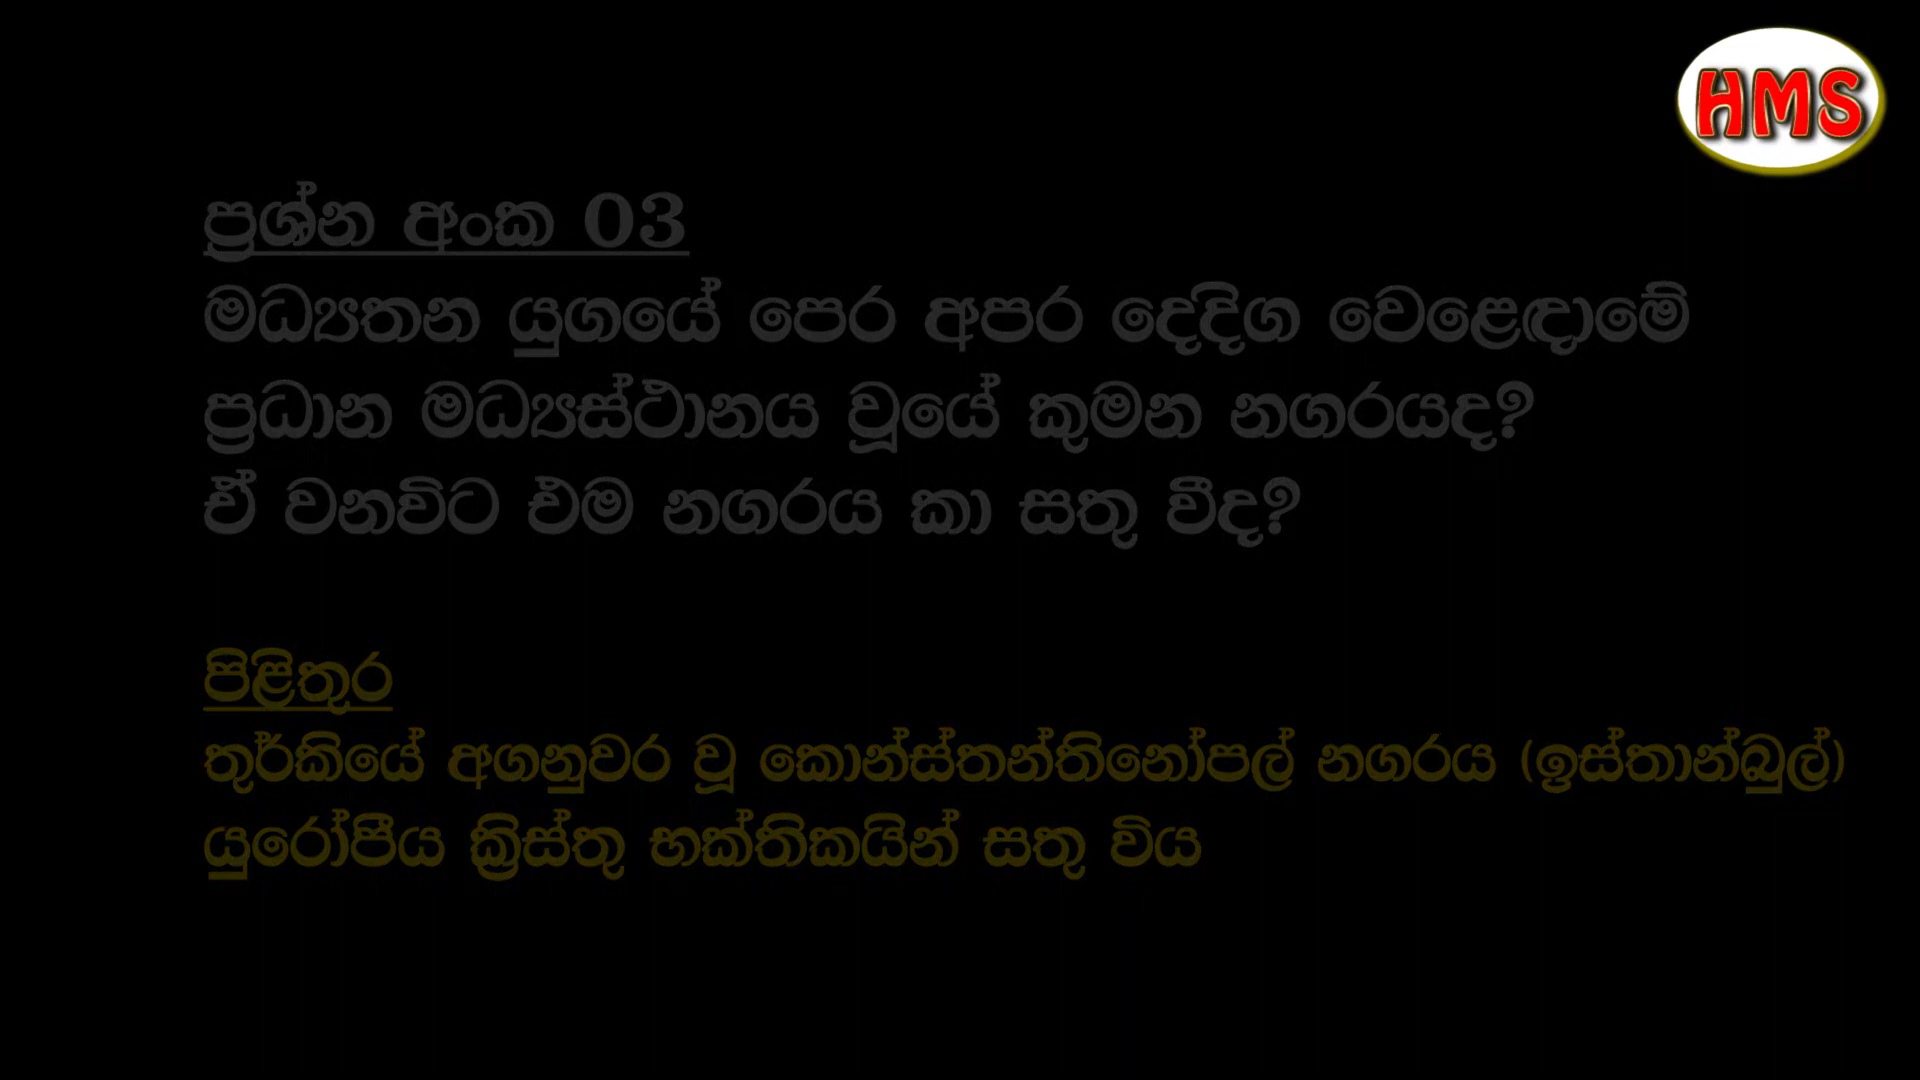 HMS
ප්‍රශ්න අංක 03
මධ්‍යතන යුගයේ පෙර අපර දෙදිග වෙළෙඳාමේ
ප්‍රධාන මධ්‍යස්ථානය වූයේ කුමන නගරයද?
ඒ වනවිට එම නගරය කා සතු වීද?
පිළිතුර
තුර්කියේ අගනුවර වූ කොන්ස්තන්තිනෝපල් නගරය (ඉස්තාන්බුල්)
යුරෝපීය ක්‍රිස්තු භක්තිකයින් සතු විය